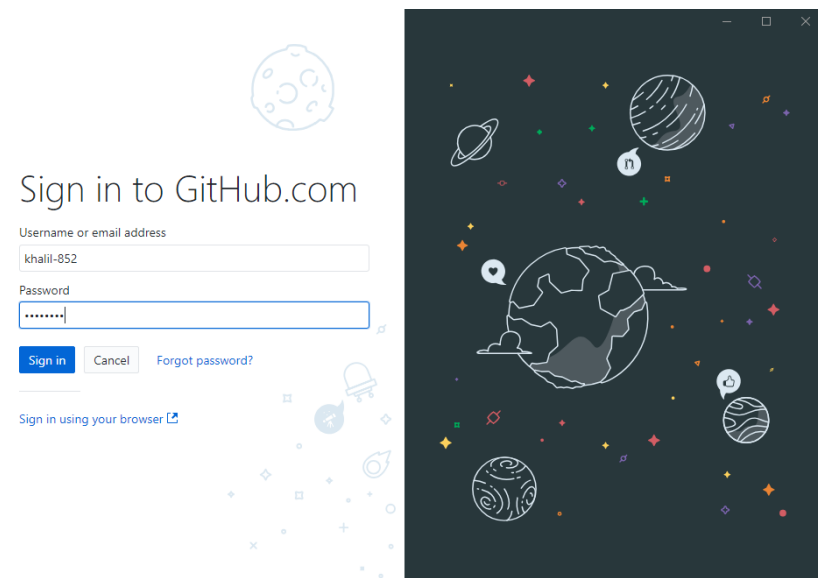 Sign in to GitHub.com
Username or email address
khalil-852
Password
••••••••
Sign in Cancel Forgot password?
Sign in using your browser